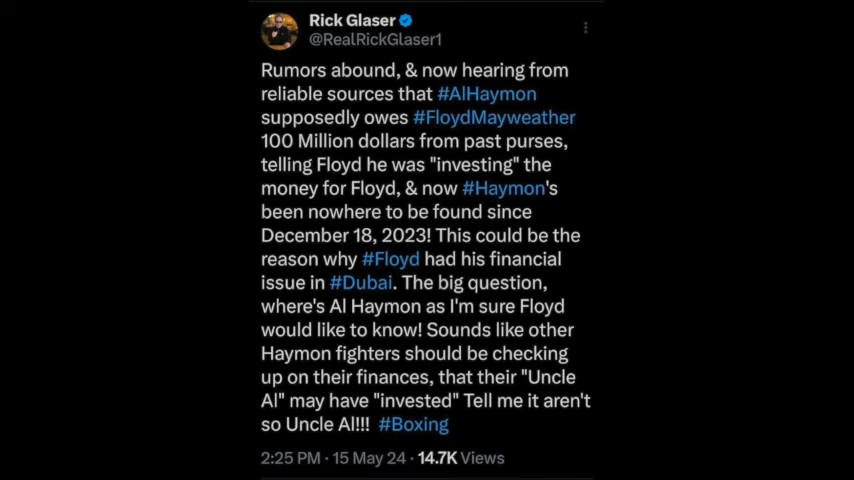 Rick Glaser
@RealRickGlaser1
Rumors abound, & now hearing from
reliable sources that #AlHaymon
supposedly owes #FloydMayweather
100 Million dollars from past purses,
telling Floyd he was "investing" the
money for Floyd, & now #Haymon's
been nowhere to be found since
December 18, 2023! This could be the
reason why #Floyd had his financial
issue in #Dubai. The big question,
where's Al Haymon as I'm sure Floyd
would like to know! Sounds like other
Haymon fighters should be checking
up on their finances, that their "Uncle
Al" may have "invested" Tell me it aren't
so Uncle Al!!! #Boxing
2:25 PM · 15 May 24 · 14.7K Views